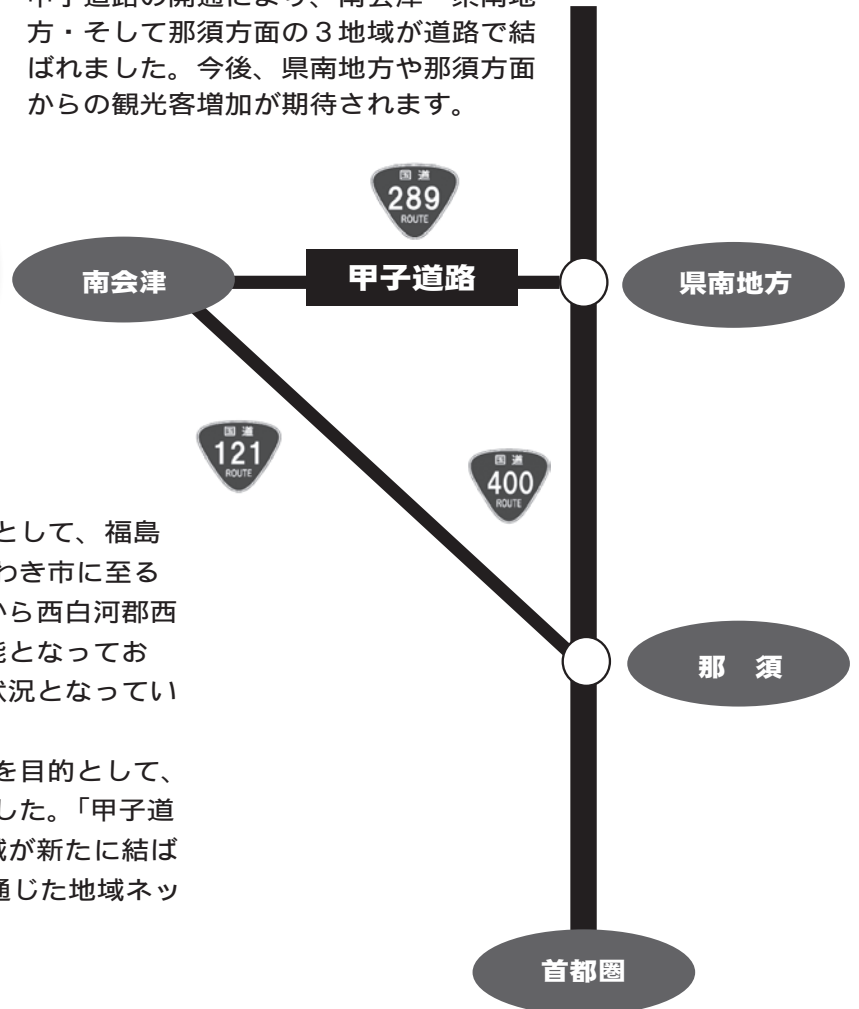 甲子道路の開通により、南会津・県南地
方・そして那須方面の３地域が道路で結
ばれました。今後、県南地方や那須方面
からの観光客増加が期待されます。
国道
289
ROUTE
南会津
甲子道路
県南地方
国道
121
ROUTE
国道
400
ROUTE
として、福島
わき市に至る
から西白河郡西
能となってお
状況となってい
を目的として、
した。「甲子道
域が新たに結ば
通じた地域ネッ
那　須
首都圏